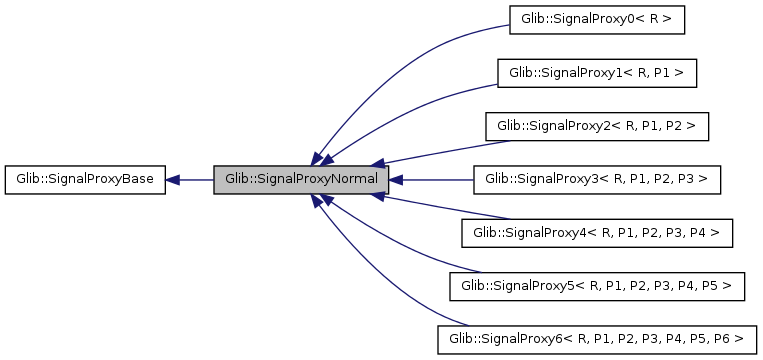 Glib::SignalProxy0< R >
Glib::SignalProxy1< R, P1 >
Glib::SignalProxy2< R, P1, P2 >
Glib::SignalProxyBase
Glib::SignalProxyNormal
Glib::SignalProxy3< R, P1, P2, P3 >
Glib::SignalProxy4< R, P1, P2, P3, P4 >
Glib::SignalProxy5< R, P1, P2, P3, P4, P5 >
Glib::SignalProxy6< R, P1, P2, P3, P4, P5, P6 >